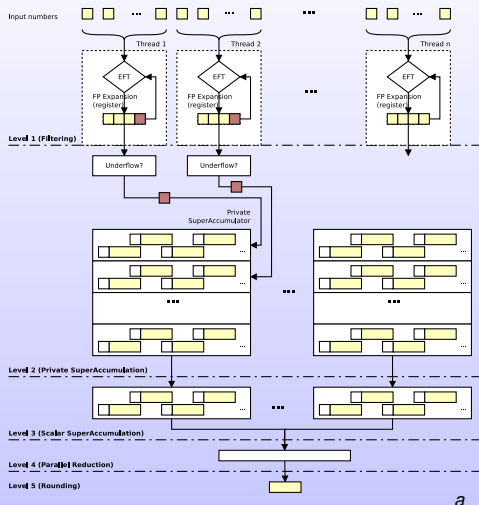 Input numbers
...
...
...
...
Thread 1
Thread 2
Thread n
EFT
EFT
EFT
...
FP Expansion
(register)
FP Expansion
(register)
FP Expansion
(register)
Level 1 (Filtering)
Underflow?
Underflow?
Private
SuperAccumulator
...
...
...
...
...
...
...
...
...
Level 2 (Private SuperAccumulation)
...
...
...
Level 3 (Scalar SuperAccumulation)
Level 4 (Parallel Reduction)
Level 5 (Rounding)
a